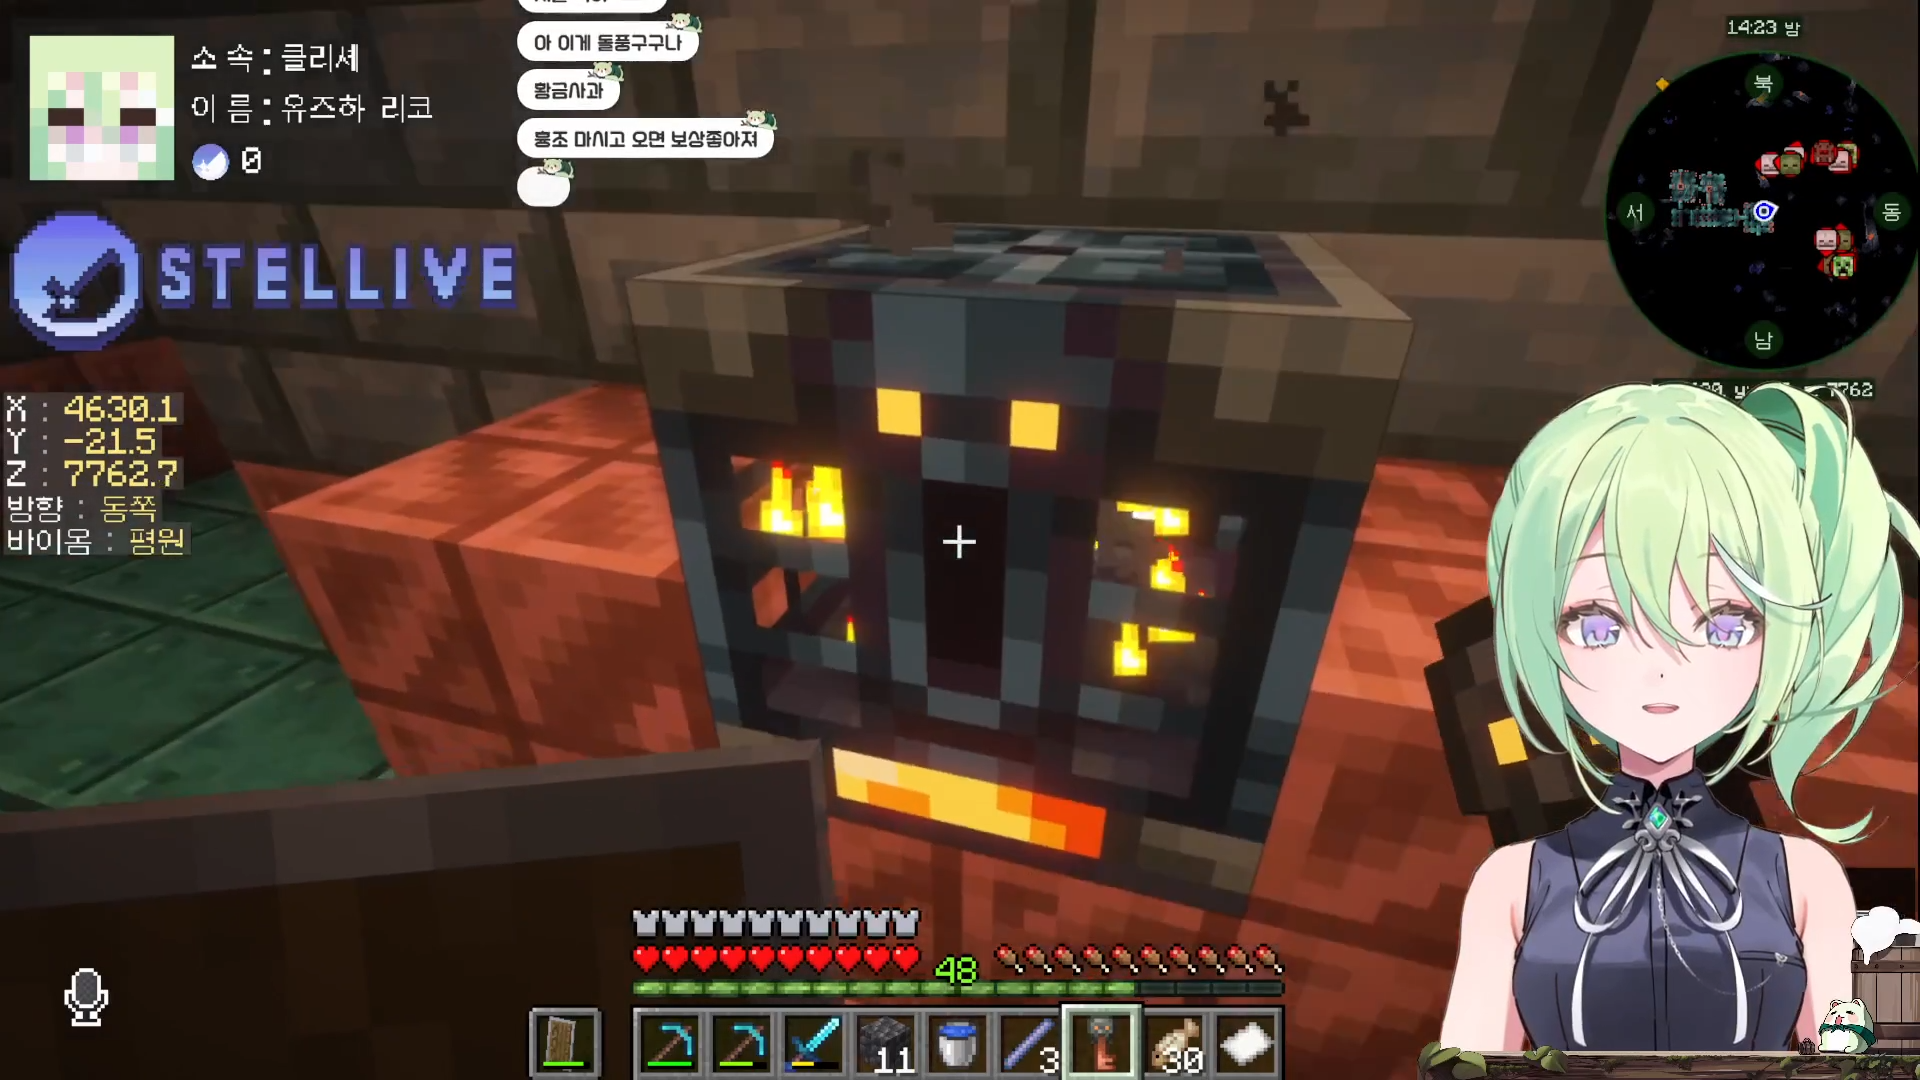 소 속 : 클리셰
이 름 : 유즈하 리코
0
STELLIVE
X : 4630.1
Y : -21.5
Z : 7762.7
방향 : 동쪽
바이옴 : 평원
아 이게 돌풍구구나
황금사과
흉조 마시고 오면 보상좋아져
14:23 밤
북
서
동
남
7762
48
11
3
30